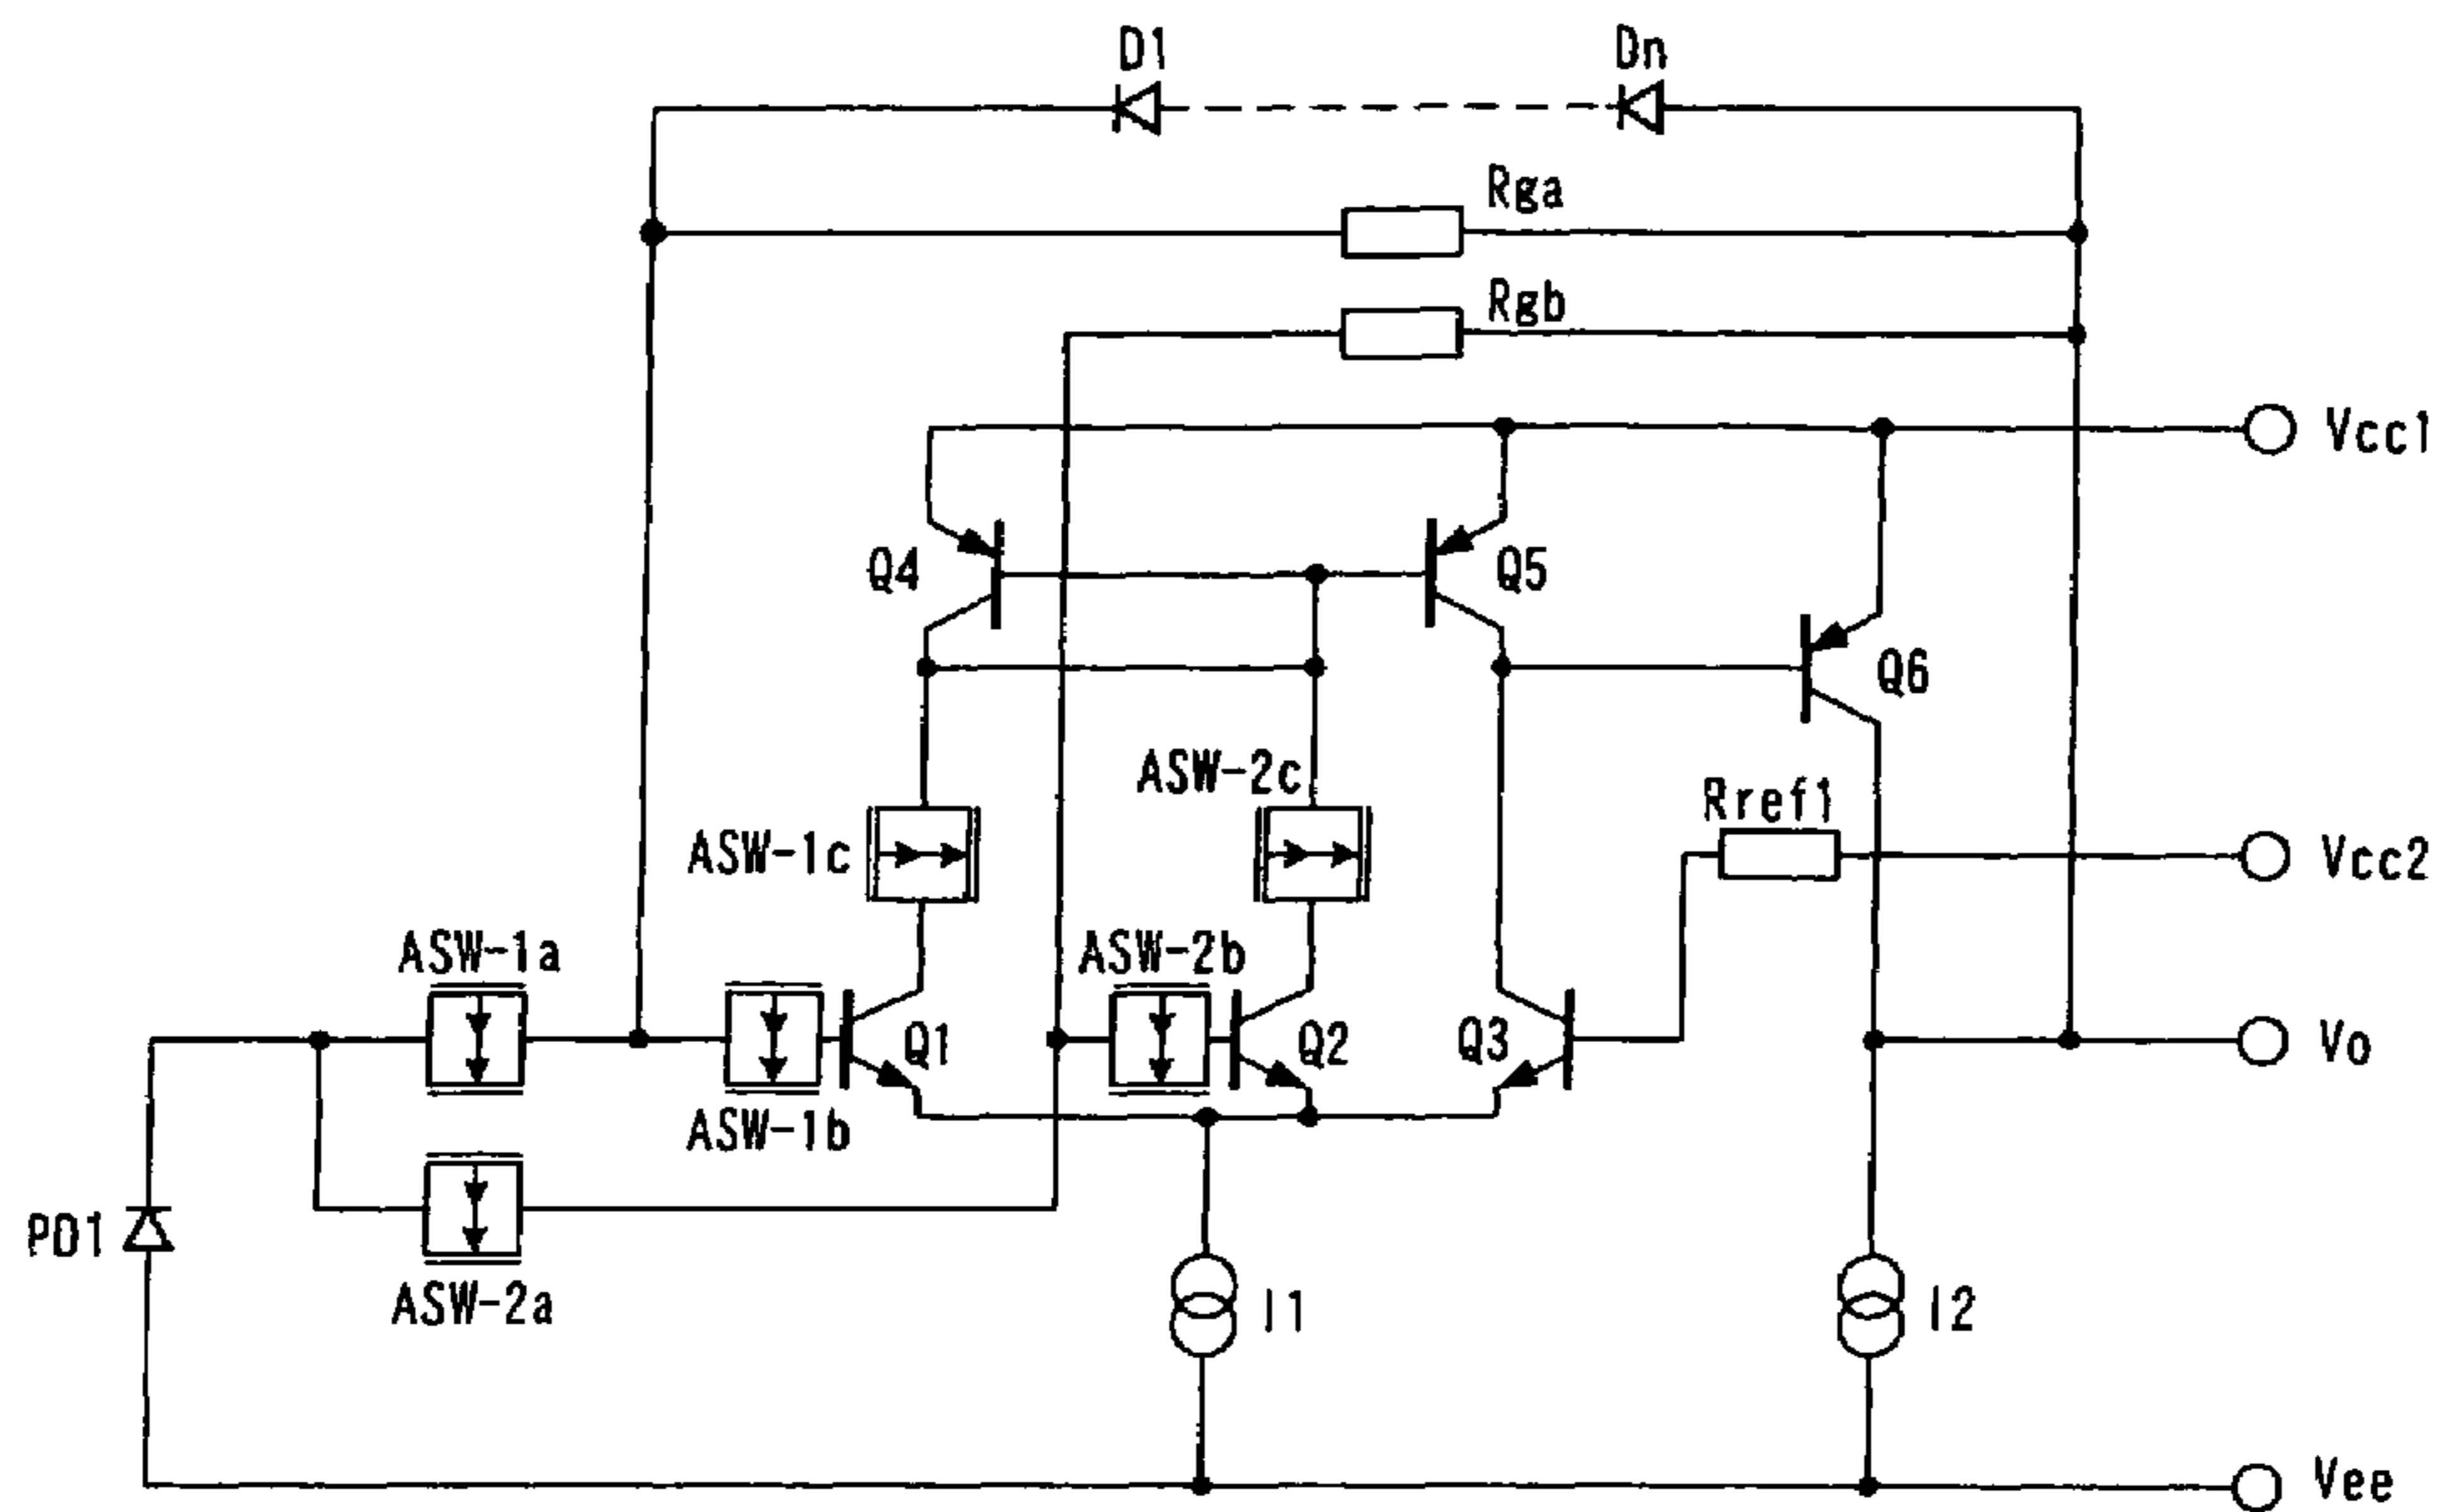 D1
Dn
Rga
Rgb
Vcc1
Q4
Q5
Q6
ASW-2c
Rref1
ASW-1c
Vcc2
ASW-1a
ASW-2b
Q1
Q2
Q3
Vo
ASW-1b
PD1
ASW-2a
I1
I2
Vee